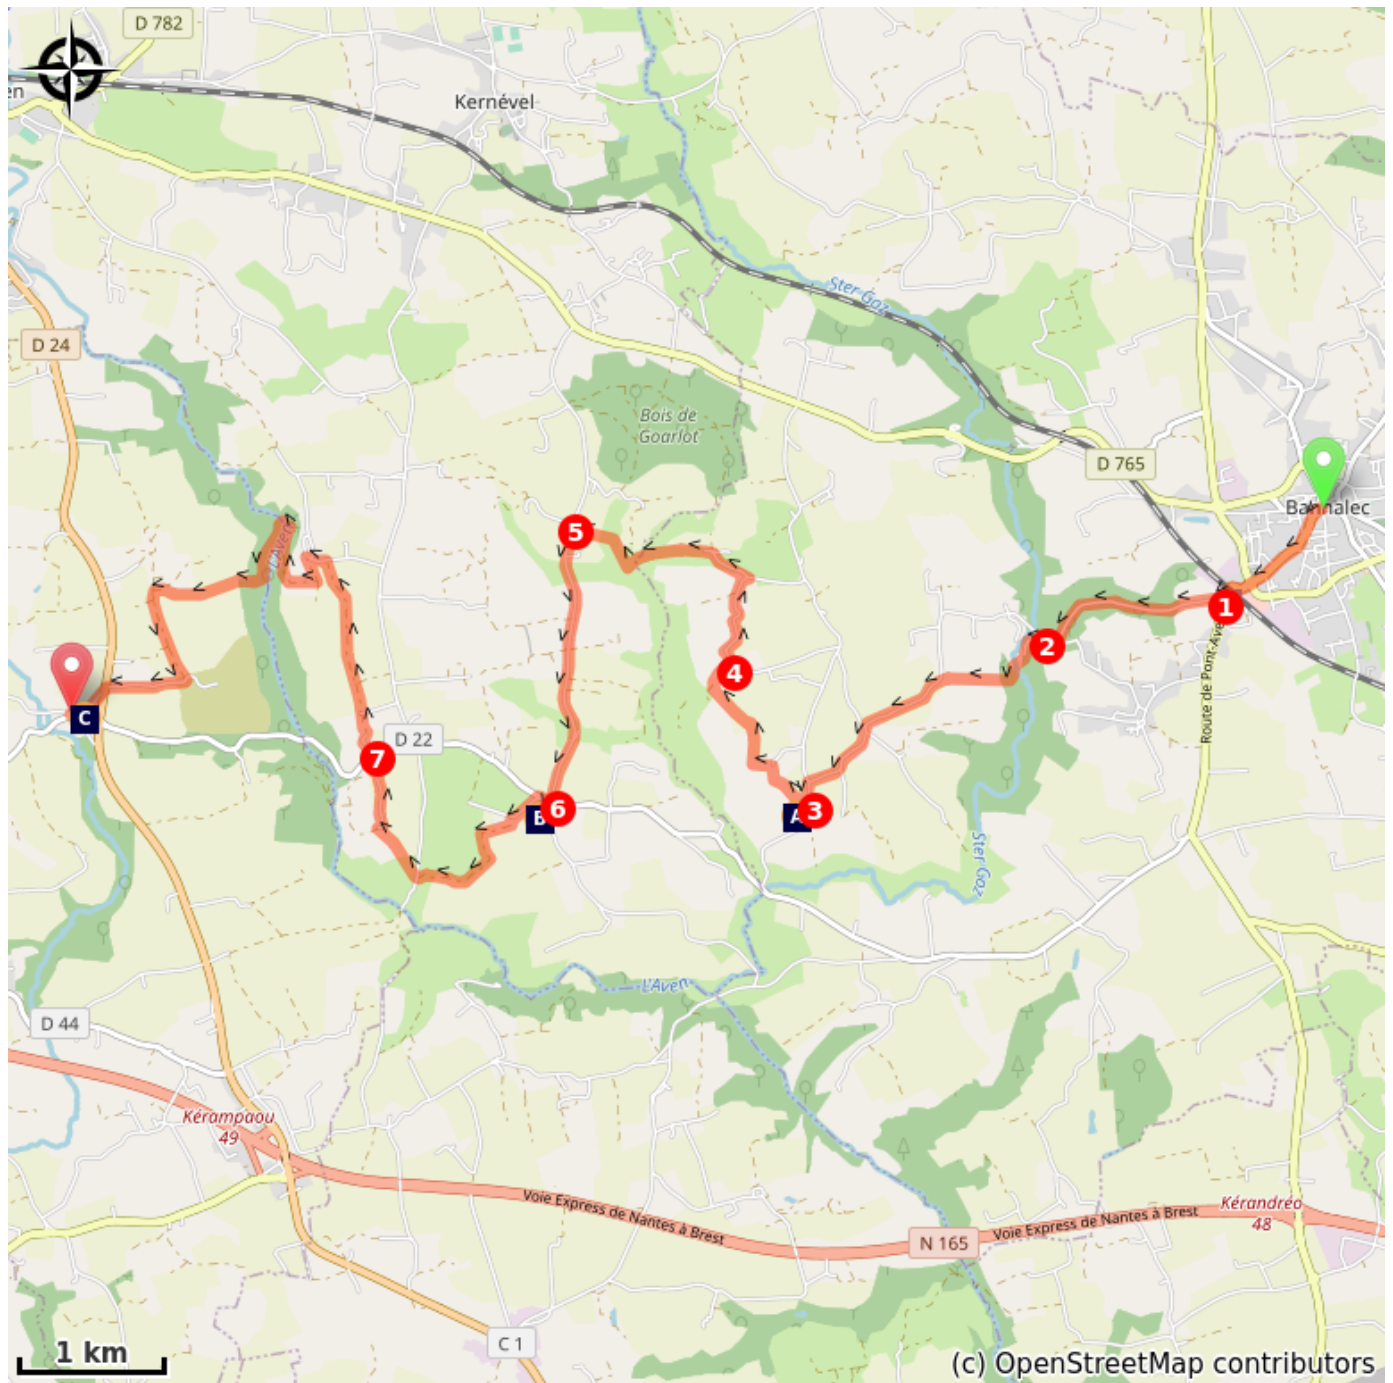 D 782
en
Kernével
Ster-Goz
D 24
Bois de
Goarlot
D 765
Bannalec
L'Aven
5
1
2
4
Route de Pont-Aven
C
D 22
7
B
6
A
3
Ster-Goz
L'Aven
D 44
Kérampaou
49
Voie Express de Nantes à Brest
N 165
Voie Express de Nantes à Brest
Kérandréo
48
C 1
1 km
(c) OpenStreetMap contributors